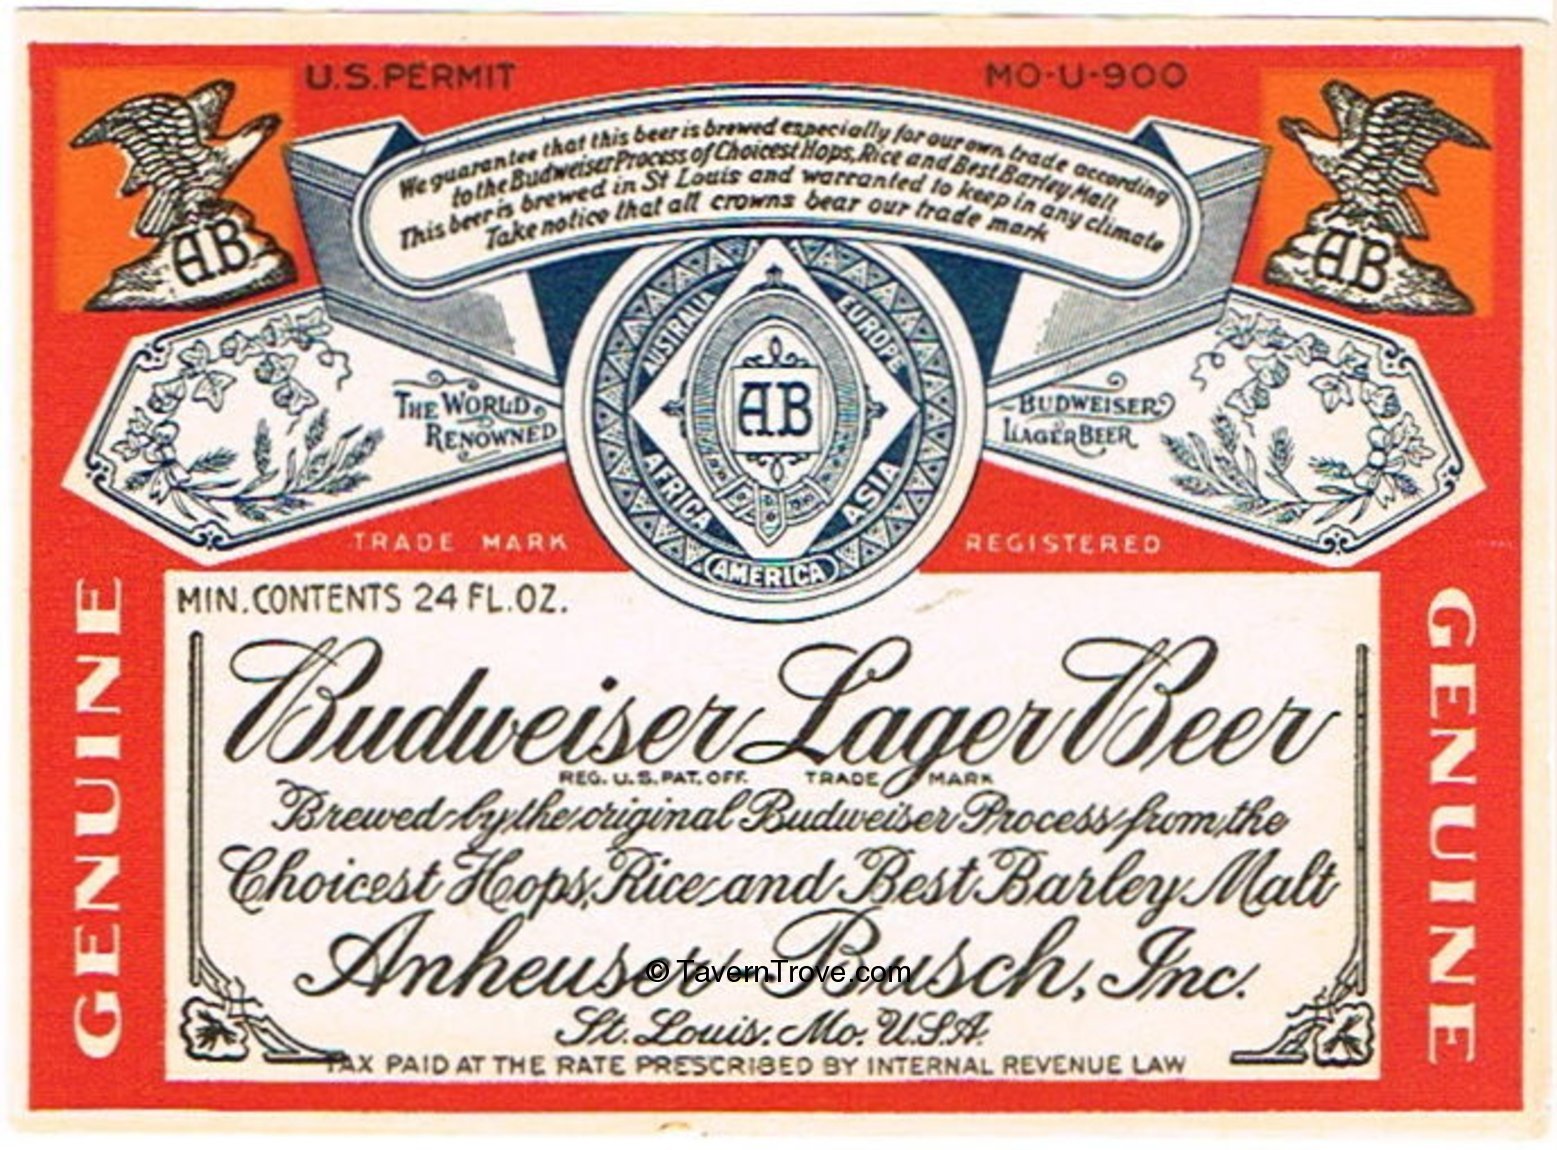 U.S. PERMIT MO-U-900
We guarantee that this beer is brewed especially for our own trade according
to the Budweiser Process of Choicest Hops, Rice and Best Barley Malt
This beer is brewed in St Louis and warranted to keep in any climate
Take notice that all crowns bear our trade mark
A.B
A.B
AUSTRALIA
EUROPE
THE WORLD
RENOWNED
A.B
BUDWEISER
LAGER BEER
AFRICA
ASIA
AMERICA
TRADE MARK
REGISTERED
GENUINE
GENUINE
MIN. CONTENTS 24 FL. OZ.
Budweiser Lager Beer
REG. U.S. PAT. OFF. TRADE MARK
Brewed by the original Budweiser Process from the
Choicest Hops, Rice and Best Barley Malt
Anheuser-Busch, Inc.
© TavernTrove.com
St. Louis. Mo. U.S.A.
TAX PAID AT THE RATE PRESCRIBED BY INTERNAL REVENUE LAW